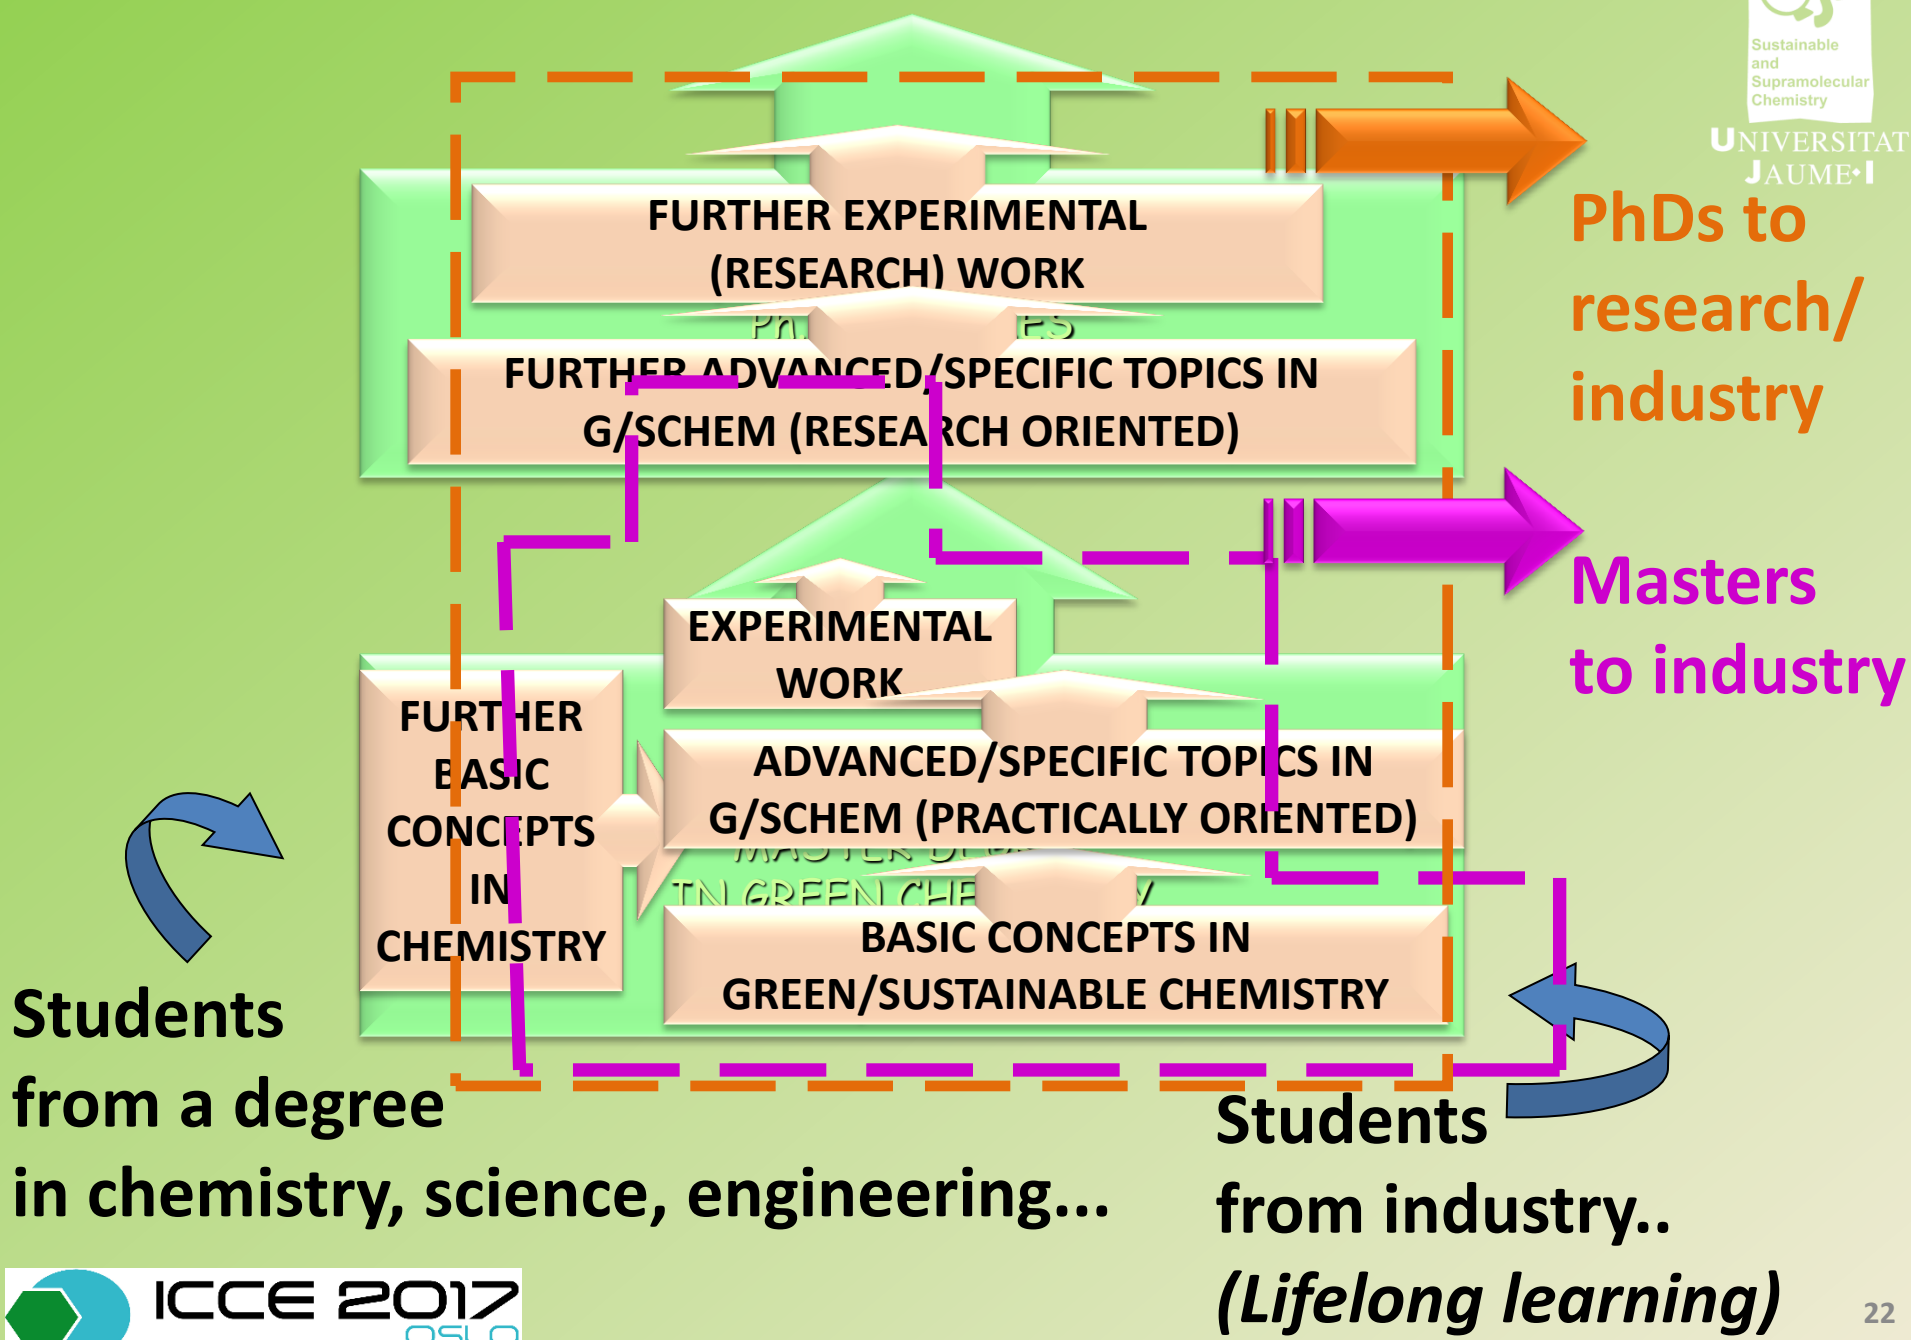 Sustainable
and
Supramolecular
Chemistry
UNIVERSITAT
JAUME•I
FURTHER EXPERIMENTAL
(RESEARCH) WORK
FURTHER ADVANCED/SPECIFIC TOPICS IN
G/SCHEM (RESEARCH ORIENTED)
PhDs to
research/
industry
Masters
to industry
EXPERIMENTAL
WORK
FURTHER
BASIC
CONCEPTS
IN
CHEMISTRY
ADVANCED/SPECIFIC TOPICS IN
G/SCHEM (PRACTICALLY ORIENTED)
MASTER
IN GREEN
BASIC CONCEPTS IN
GREEN/SUSTAINABLE CHEMISTRY
Students
from a degree
in chemistry, science, engineering...
Students
from industry..
(Lifelong learning)
ICCE 2017
OSLO
22